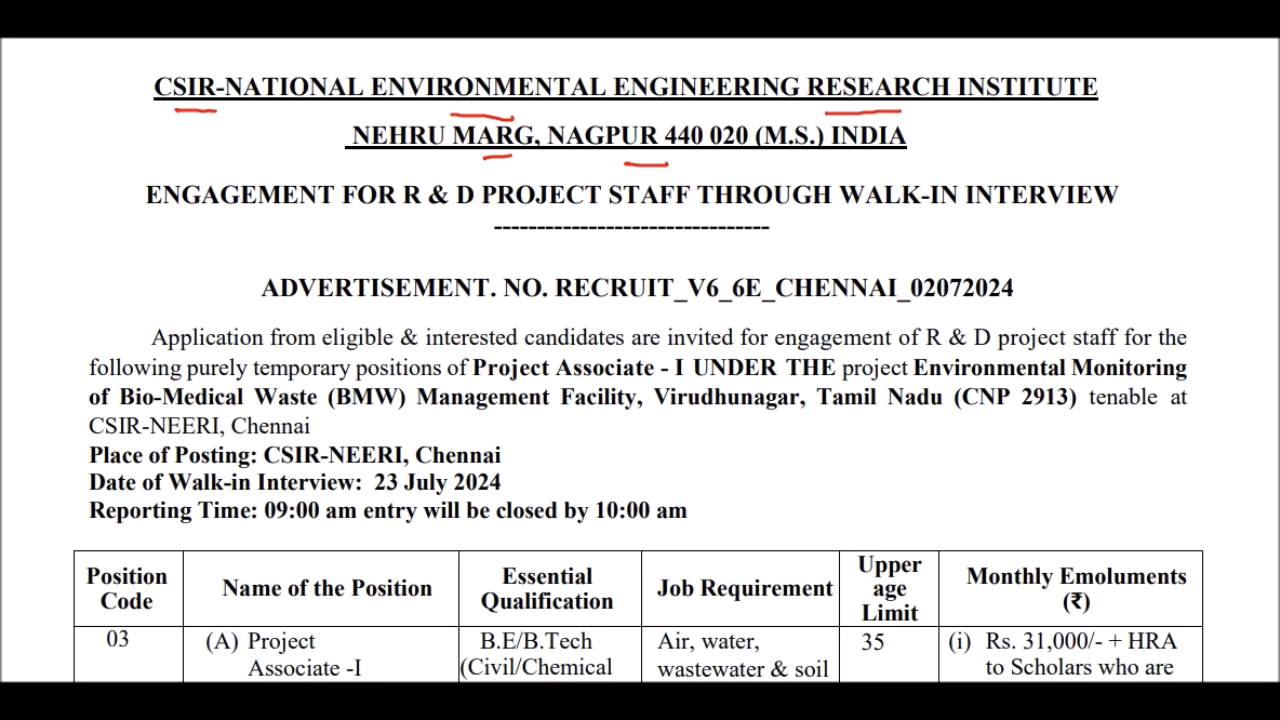 CSIR-NATIONAL ENVIRONMENTAL ENGINEERING RESEARCH INSTITUTE
NEHRU MARG, NAGPUR 440 020 (M.S.) INDIA
ENGAGEMENT FOR R & D PROJECT STAFF THROUGH WALK-IN INTERVIEW
--------------------------------
ADVERTISEMENT. NO. RECRUIT_V6_6E_CHENNAI_02072024
Application from eligible & interested candidates are invited for engagement of R & D project staff for the
following purely temporary positions of Project Associate - I UNDER THE project Environmental Monitoring
of Bio-Medical Waste (BMW) Management Facility, Virudhunagar, Tamil Nadu (CNP 2913) tenable at
CSIR-NEERI, Chennai
Place of Posting: CSIR-NEERI, Chennai
Date of Walk-in Interview: 23 July 2024
Reporting Time: 09:00 am entry will be closed by 10:00 am
Position Code
Name of the Position
Essential Qualification
Job Requirement
Upper age Limit
Monthly Emoluments (₹)
03
(A) Project
Associate -I
B.E/B.Tech
(Civil/Chemical
Air, water,
wastewater & soil
35
(i) Rs. 31,000/- + HRA
to Scholars who are